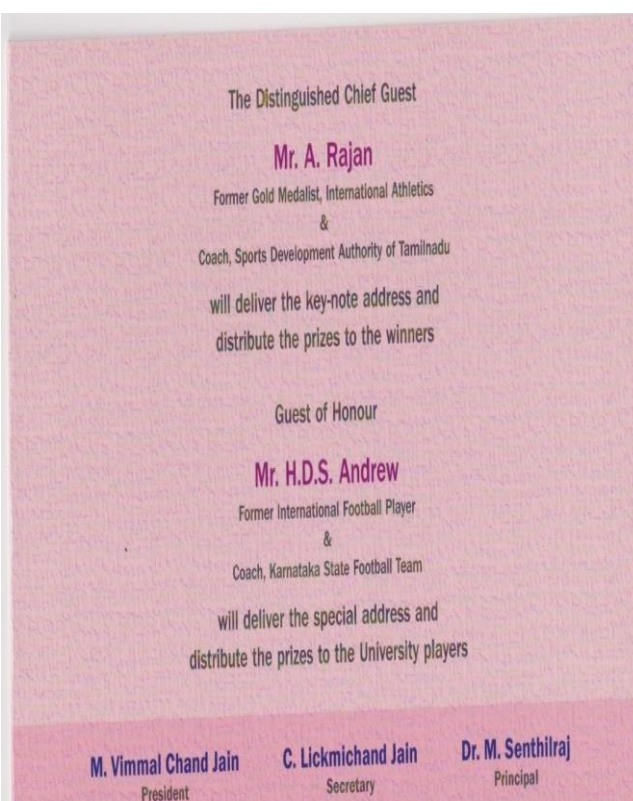 The Distinguished Chief Guest
Mr. A. Rajan
Former Gold Medalist, International Athletics
&
Coach, Sports Development Authority of Tamilnadu
will deliver the key-note address and
distribute the prizes to the winners
Guest of Honour
Mr. H.D.S. Andrew
Former International Football Player
&
Coach, Karnataka State Football Team
will deliver the special address and
distribute the prizes to the University players
M. Vimmal Chand Jain C. Lickmichand Jain Dr. M. Senthilraj
President Secretary Principal